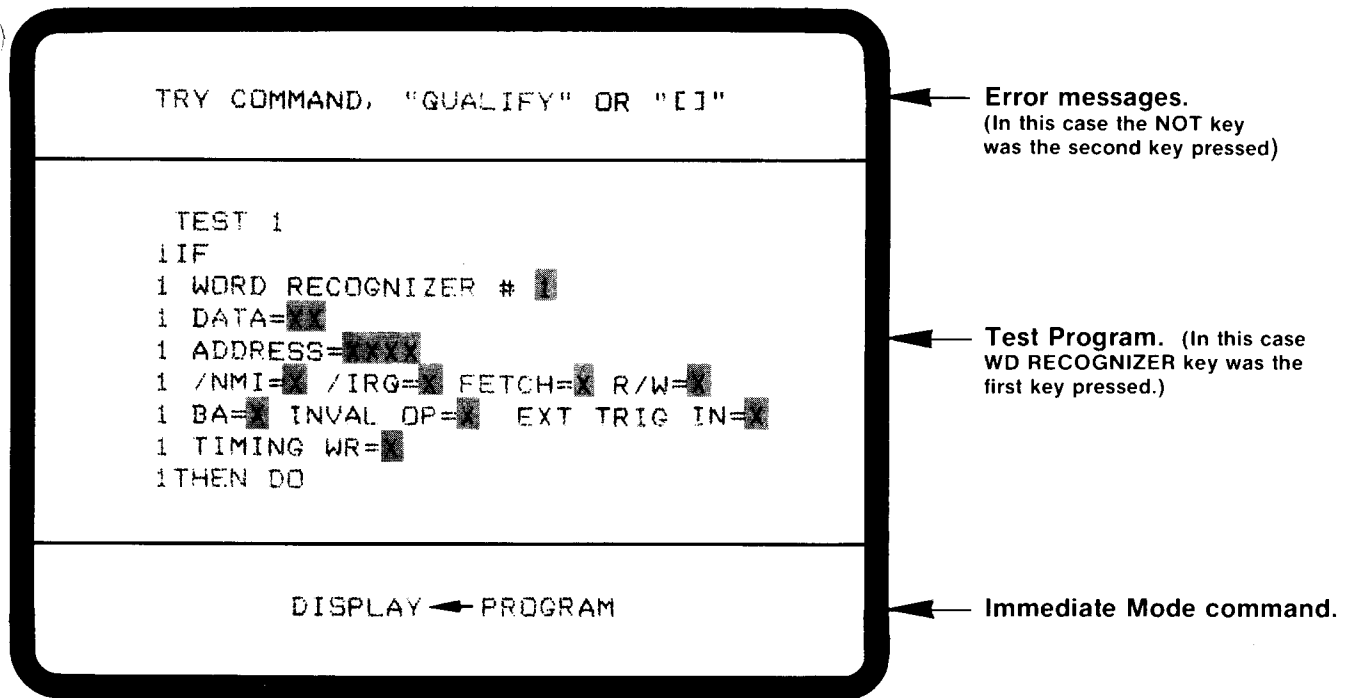 TRY COMMAND, "QUALIFY" OR "[]"
Error messages.
(In this case the NOT key
was the second key pressed)
TEST 1
1IF
1 WORD RECOGNIZER # 1
1 DATA=XX
1 ADDRESS=XXXX
1 /NMI=X /IRQ=X FETCH=X R/W=X
1 BA=X INVAL OP=X EXT TRIG IN=X
1 TIMING WR=X
1THEN DO
Test Program. (In this case
WD RECOGNIZER key was the
first key pressed.)
DISPLAY ← PROGRAM
Immediate Mode command.